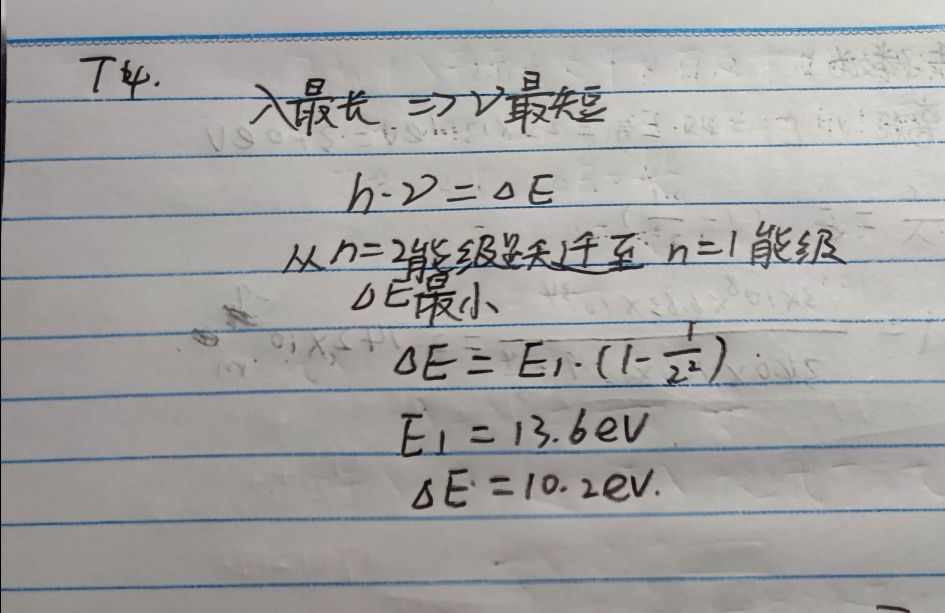 T4.
λ最长 => ν最短
h·ν = ΔE
从n=2能级跃迁至 n=1能级
ΔE最小
ΔE = E₁·(1-\frac{1}{2²})
E₁ = 13.6eV
ΔE = 10.2eV.